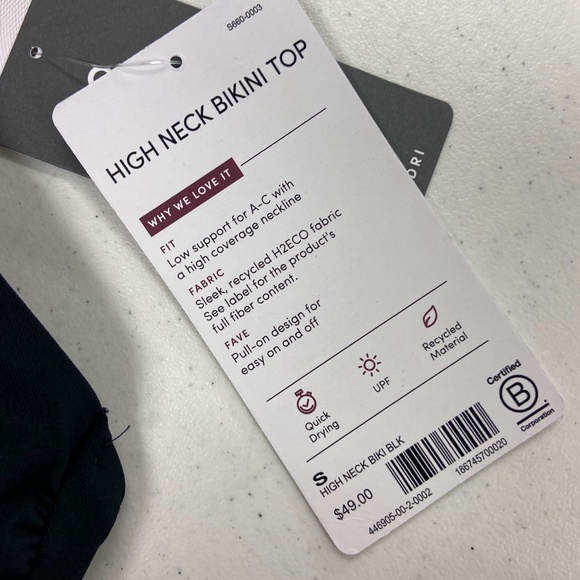 S660-0003
HIGH NECK BIKINI TOP
WHY WE LOVE IT
FIT
Low support for A-C with
a high coverage neckline
FABRIC
Sleek, recycled H2ECO fabric
See label for the product's
full fiber content.
FAVE
Pull-on design for
easy on and off
Quick
Drying
UPF
Recycled
Material
Certified
B
Corporation
S
HIGH NECK BIKI BLK
$49.00
186745700020
446905-00-2-0002
ORI